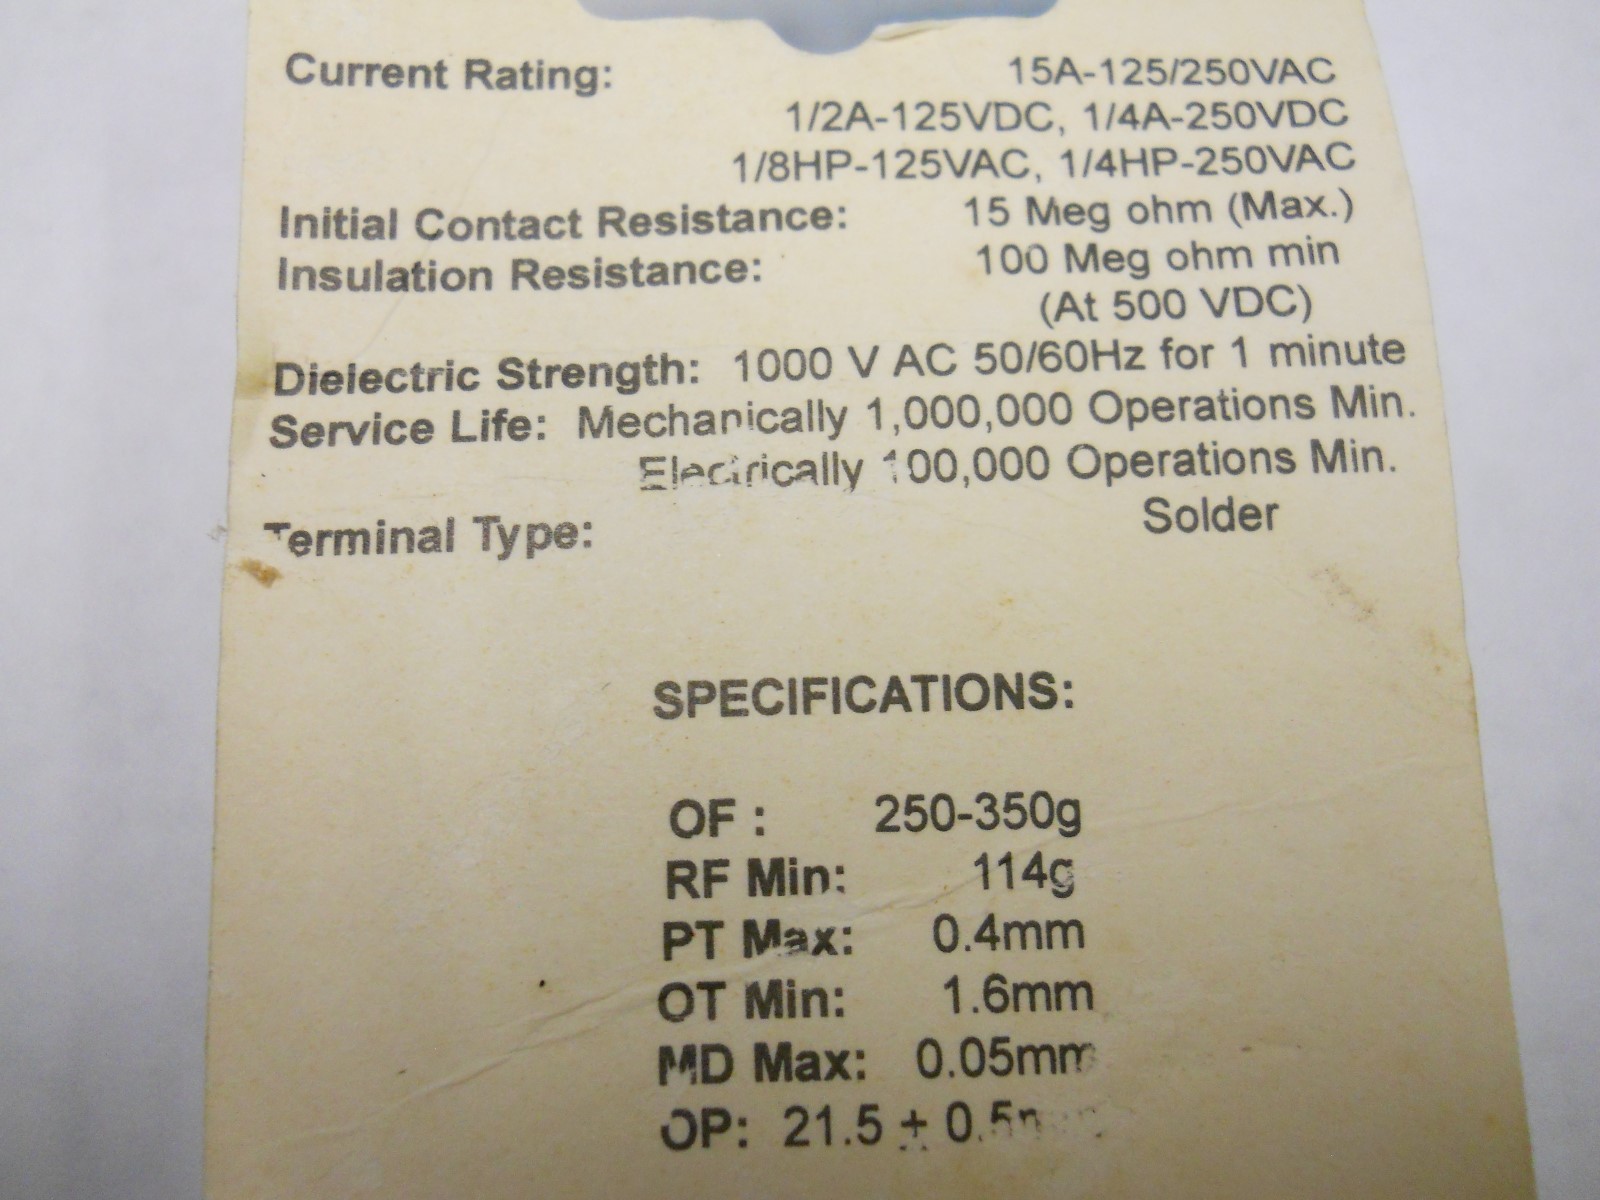 Current Rating: 15A-125/250VAC
1/2A-125VDC, 1/4A-250VDC
1/8HP-125VAC, 1/4HP-250VAC
Initial Contact Resistance: 15 Meg ohm (Max.)
Insulation Resistance: 100 Meg ohm min
(At 500 VDC)
Dielectric Strength: 1000 V AC 50/60Hz for 1 minute
Service Life: Mechanically 1,000,000 Operations Min.
Electrically 100,000 Operations Min.
Terminal Type: Solder
SPECIFICATIONS:
OF : 250-350g
RF Min: 114g
PT Max: 0.4mm
OT Min: 1.6mm
MD Max: 0.05mm
OP: 21.5 ± 0.5mm